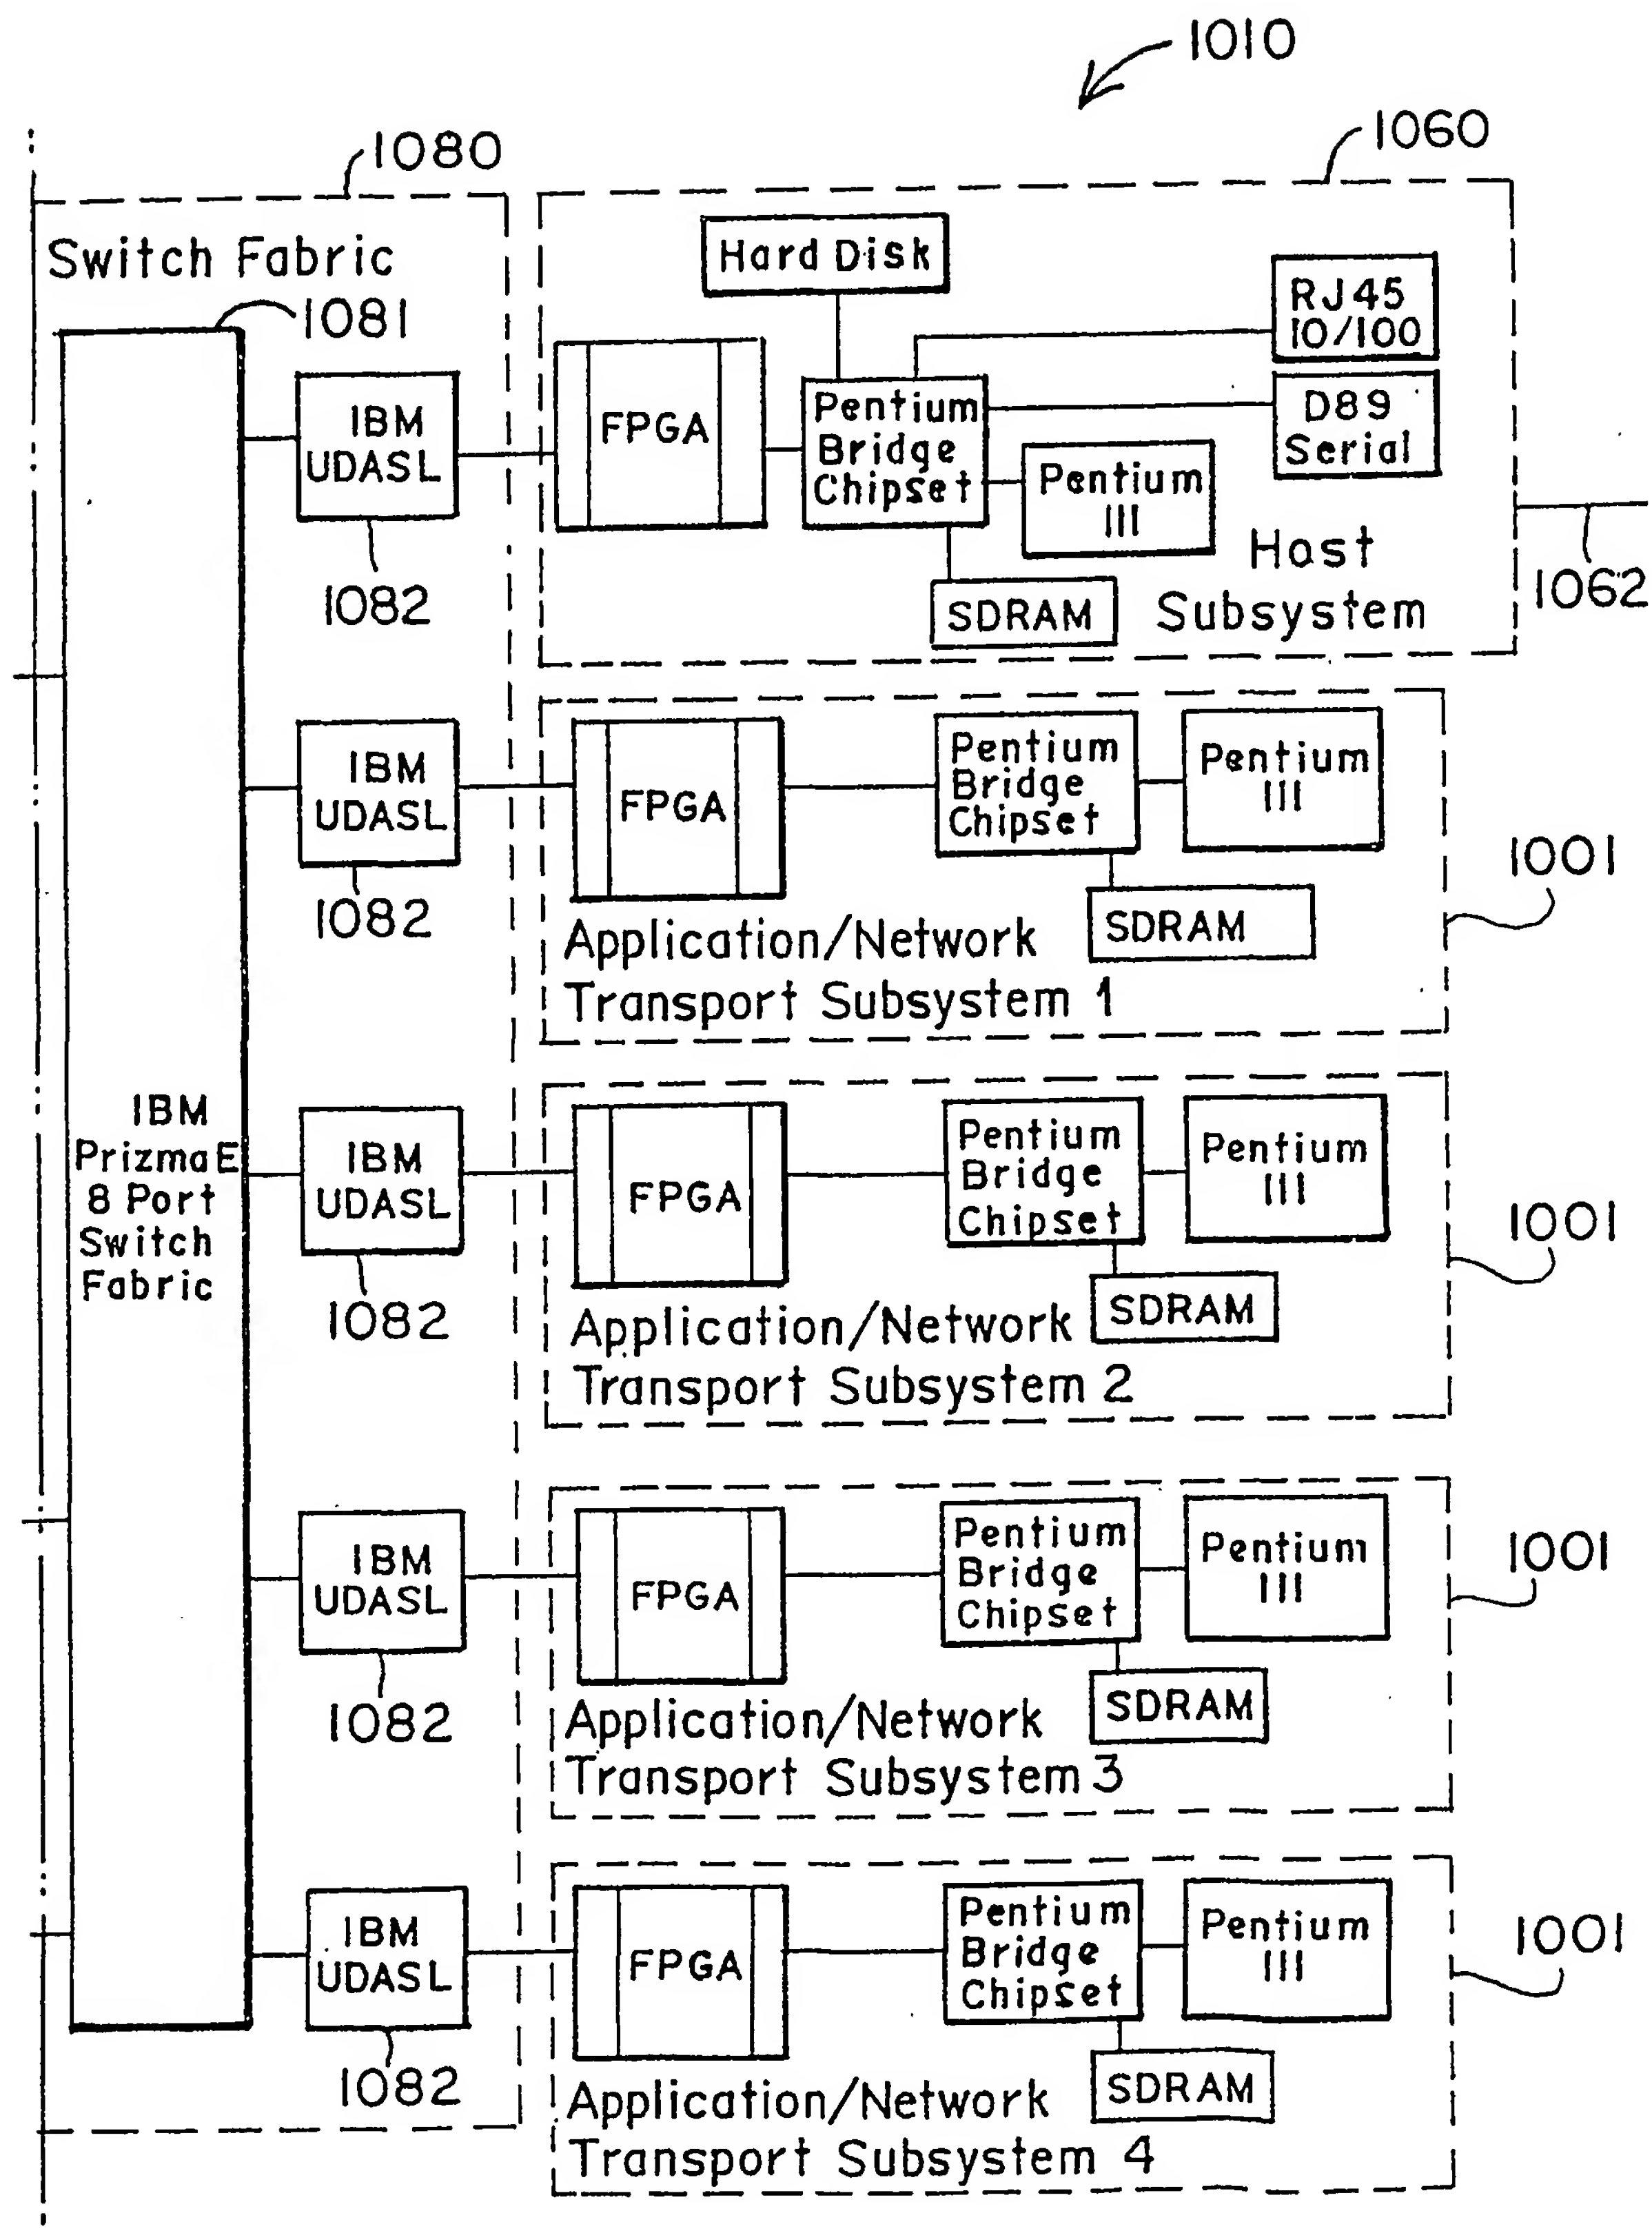 1010
1080
1060
Switch Fabric
1081
Hard Disk
RJ45
10/100
D89
Serial
IBM
UDASL
1082
FPGA
Pentium
Bridge
Chipset
Pentium
III
SDRAM
Host
Subsystem
1062
IBM
UDASL
1082
FPGA
Pentium
Bridge
Chipset
Pentium
III
SDRAM
Application/Network
Transport Subsystem 1
1001
IBM
PrizmaE
8 Port
Switch
Fabric
IBM
UDASL
1082
FPGA
Pentium
Bridge
Chipset
Pentium
III
SDRAM
Application/Network
Transport Subsystem 2
1001
IBM
UDASL
1082
FPGA
Pentium
Bridge
Chipset
Pentium
III
SDRAM
Application/Network
Transport Subsystem 3
1001
IBM
UDASL
1082
FPGA
Pentium
Bridge
Chipset
Pentium
III
SDRAM
Application/Network
Transport Subsystem 4
1001